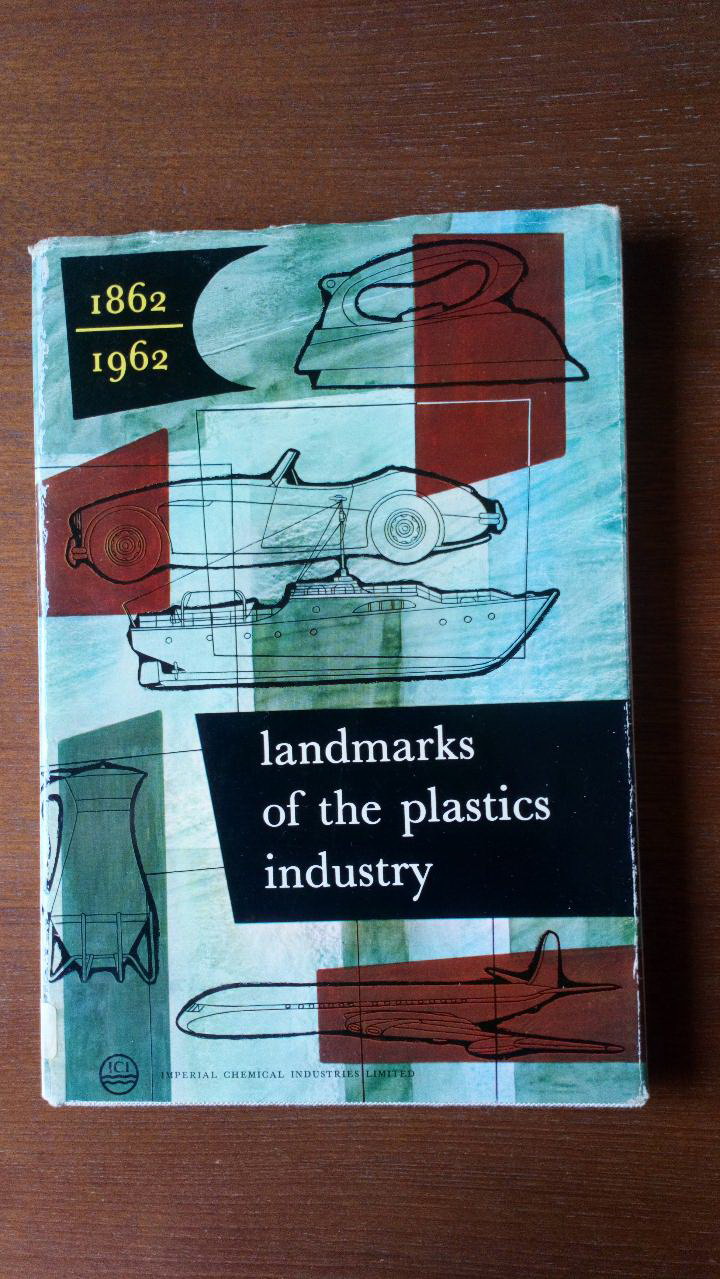 1862
1962
landmarks
of the plastics
industry
ICI
IMPERIAL CHEMICAL INDUSTRIES LIMITED